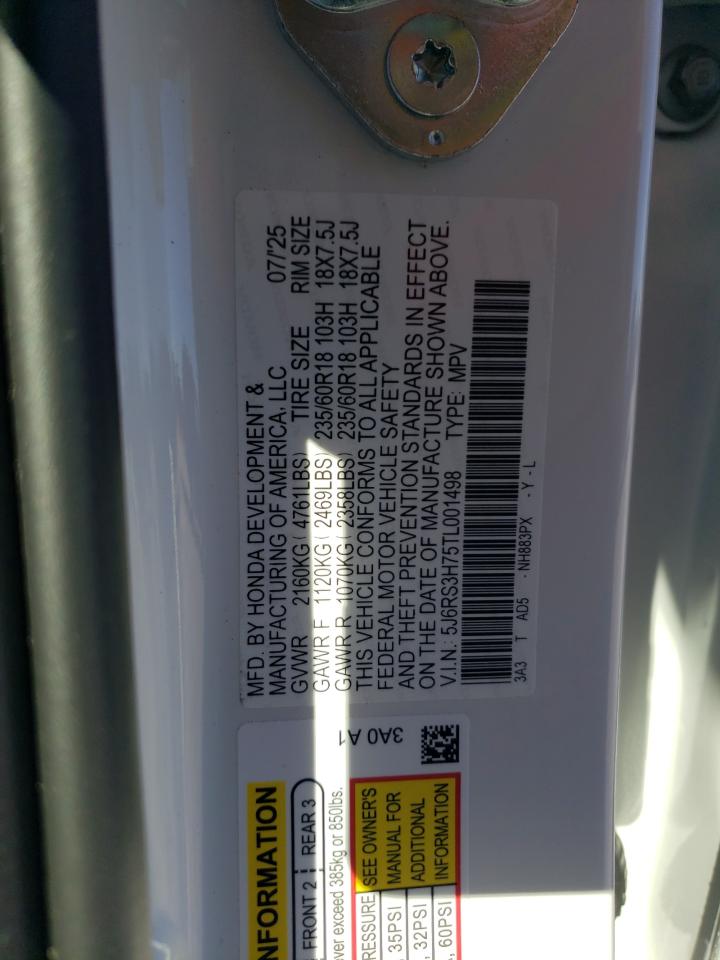 MFD. BY HONDA DEVELOPMENT &
MANUFACTURING OF AMERICA, LLC 07/'25
GVWR 2160KG ( 4761LBS) TIRE SIZE RIM SIZE
GAWR F 1120KG ( 2469LBS) 235/60R18 103H 18X7.5J
GAWR R 1070KG ( 2358LBS) 235/60R18 103H 18X7.5J
THIS VEHICLE CONFORMS TO ALL APPLICABLE
FEDERAL MOTOR VEHICLE SAFETY
AND THEFT PREVENTION STANDARDS IN EFFECT
ON THE DATE OF MANUFACTURE SHOWN ABOVE.
V.I.N.: 5J6RS3H75TL001498 TYPE: MPV
3A3 T AD5 - NH883PX - Y - L
3A0 A1
NFORMATION
FRONT 2 REAR 3
ver exceed 385kg or 850lbs.
RESSURE SEE OWNER'S
, 35PSI MANUAL FOR
, 32PSI ADDITIONAL
, 60PSI INFORMATION